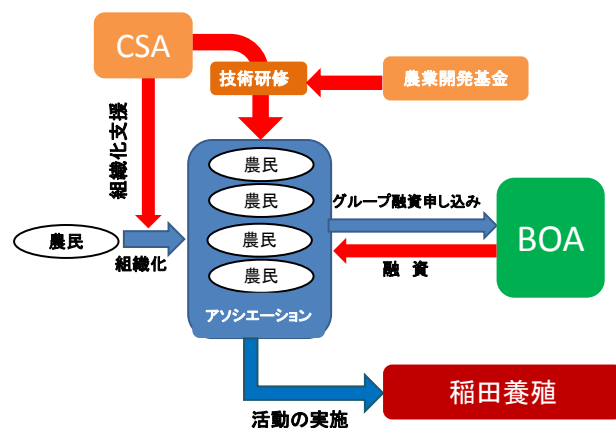 CSA
技術研修
農業開発基金
組織化支援
農民
農民
農民
農民
農民
組織化
アソシエーション
グループ融資申し込み
融 資
BOA
活動の実施
稲田養殖